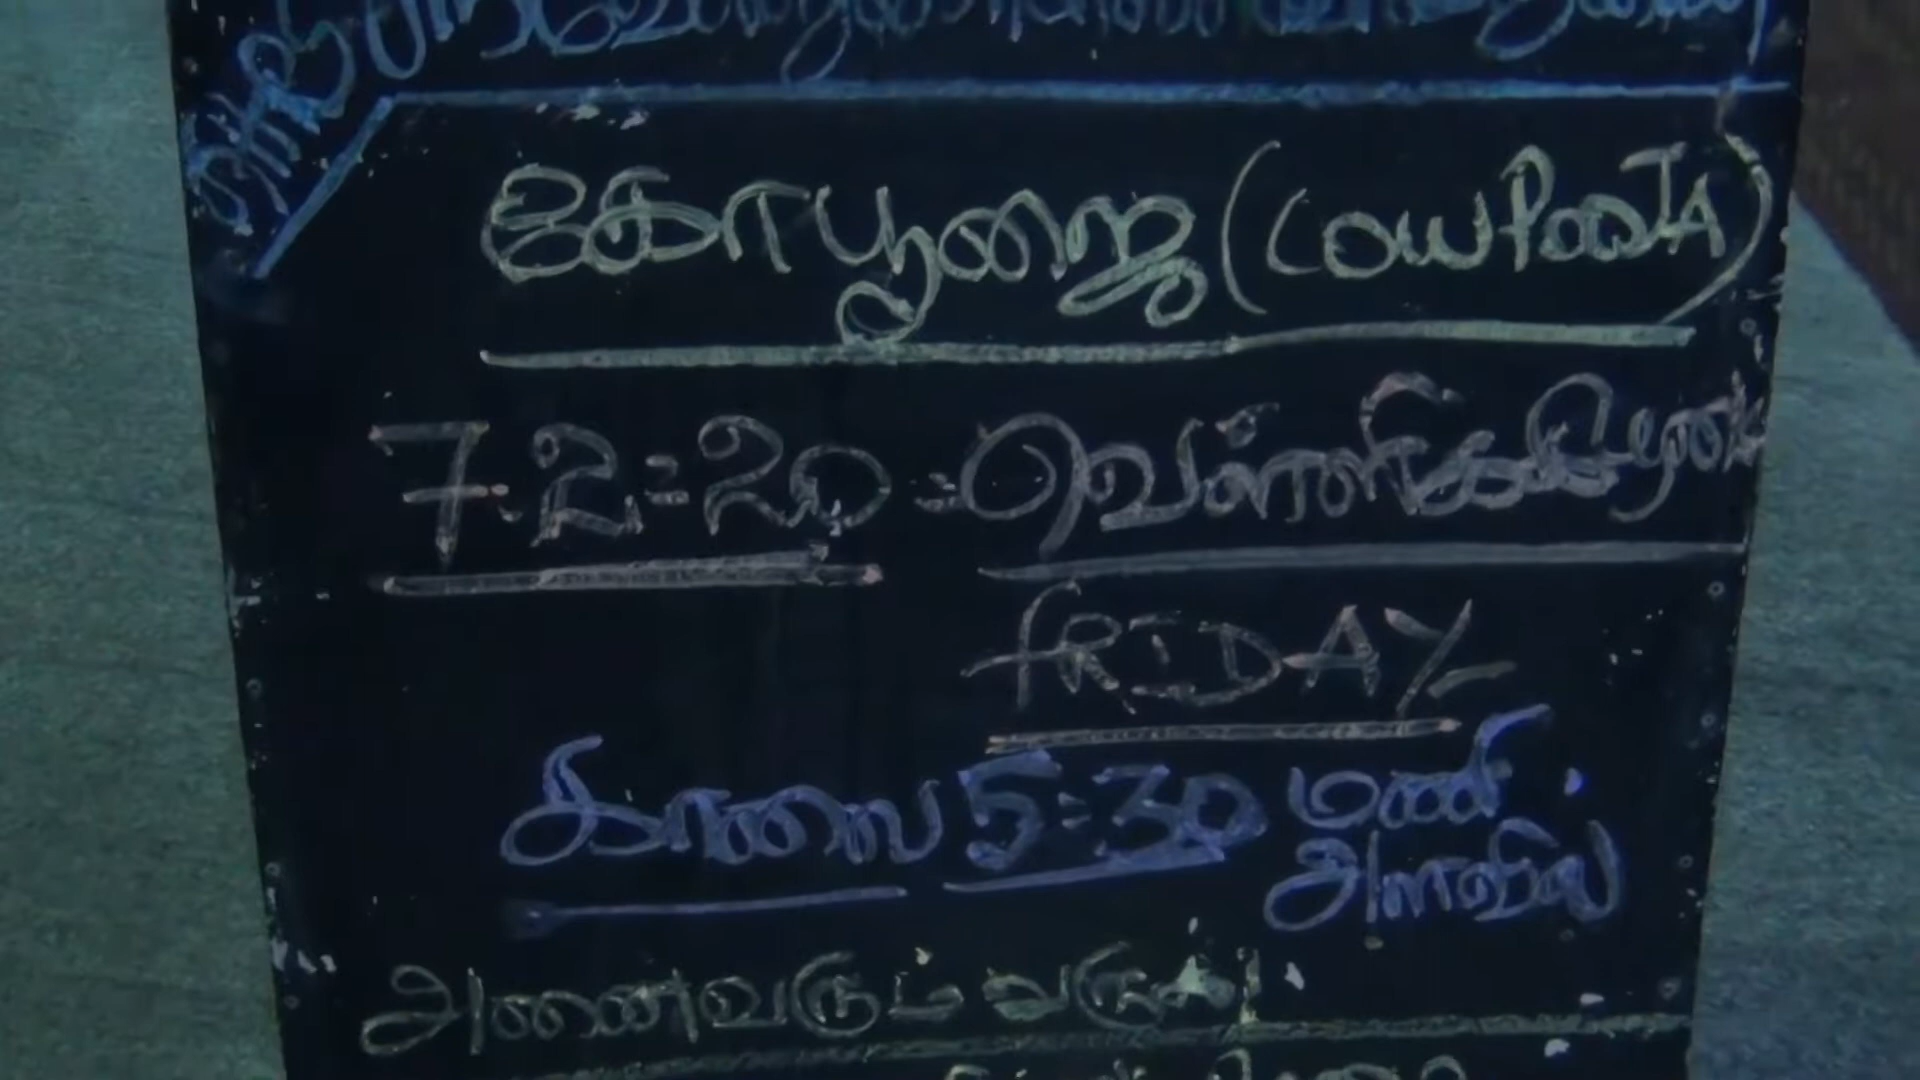 கோபூஜை (COW POOJA)
7.2:20 வெள்ளிக்கிழமை
FRIDAY
காலை 5:30 மணி
அளவில்
அனைவரும் வருக!